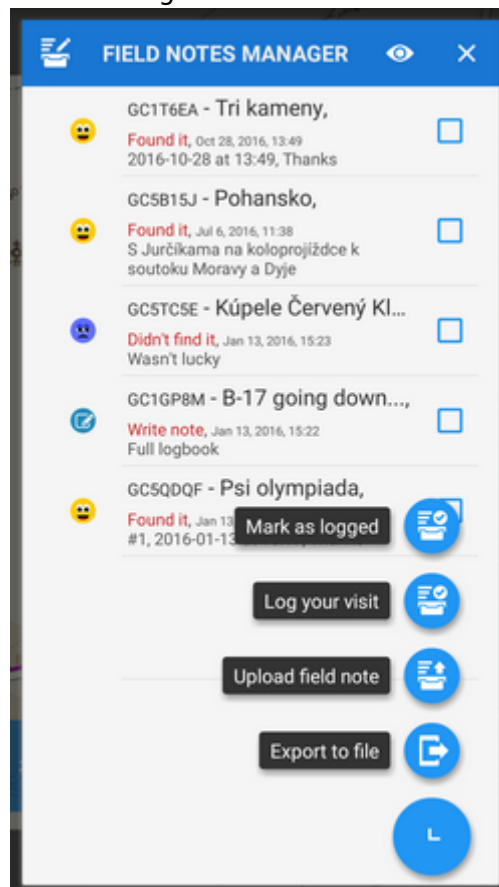 FIELD NOTES MANAGER
GC1T6EA - Tri kameny,
Found it, Oct 28, 2016, 13:49
2016-10-28 at 13:49, Thanks
GC5B15J - Pohansko,
Found it, Jul 6, 2016, 11:38
S Jurčíkama na koloprojíždce k
soutoku Moravy a Dyje
GC5TC5E - Kúpele Červený Kl...
Didn't find it, Jan 13, 2016, 15:23
Wasn't lucky
GC1GP8M - B-17 going down...,
Write note, Jan 13, 2016, 15:22
Full logbook
GC5QDQF - Psi olympiada,
Found it, Jan 13
#1, 2016-01-13
Mark as logged
Log your visit
Upload field note
Export to file